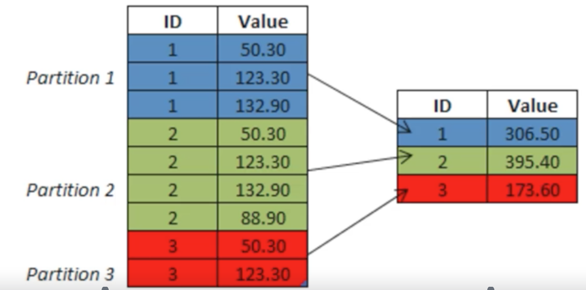 ID Value
1 50.30
Partition 1 1 123.30
1 132.90
2 50.30
2 123.30
Partition 2 2 132.90
2 88.90
3 50.30
Partition 3 3 123.30
ID Value
1 306.50
2 395.40
3 173.60